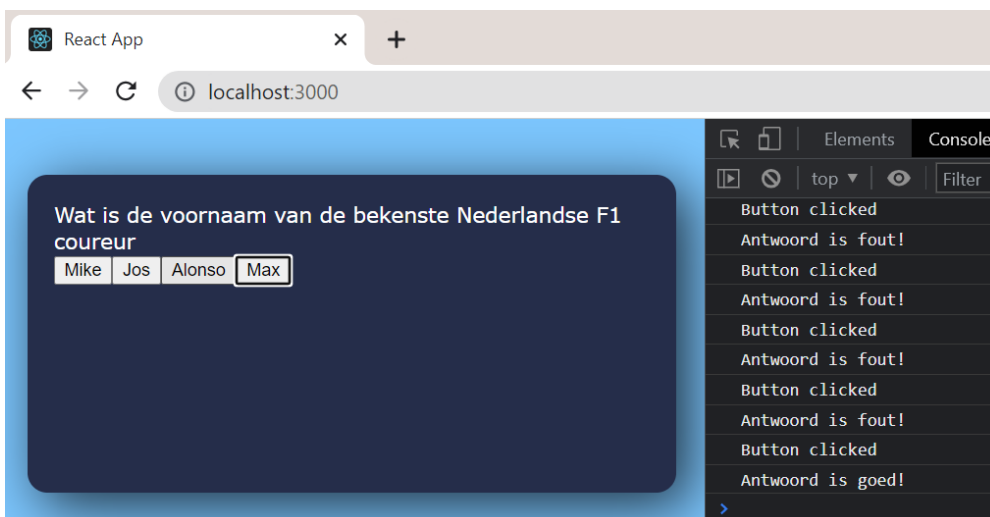 React App
localhost:3000
Elements Console
top Filter
Wat is de voornaam van de bekenste Nederlandse F1
coureur
Mike Jos Alonso Max
Button clicked
Antwoord is fout!
Button clicked
Antwoord is fout!
Button clicked
Antwoord is fout!
Button clicked
Antwoord is fout!
Button clicked
Antwoord is goed!